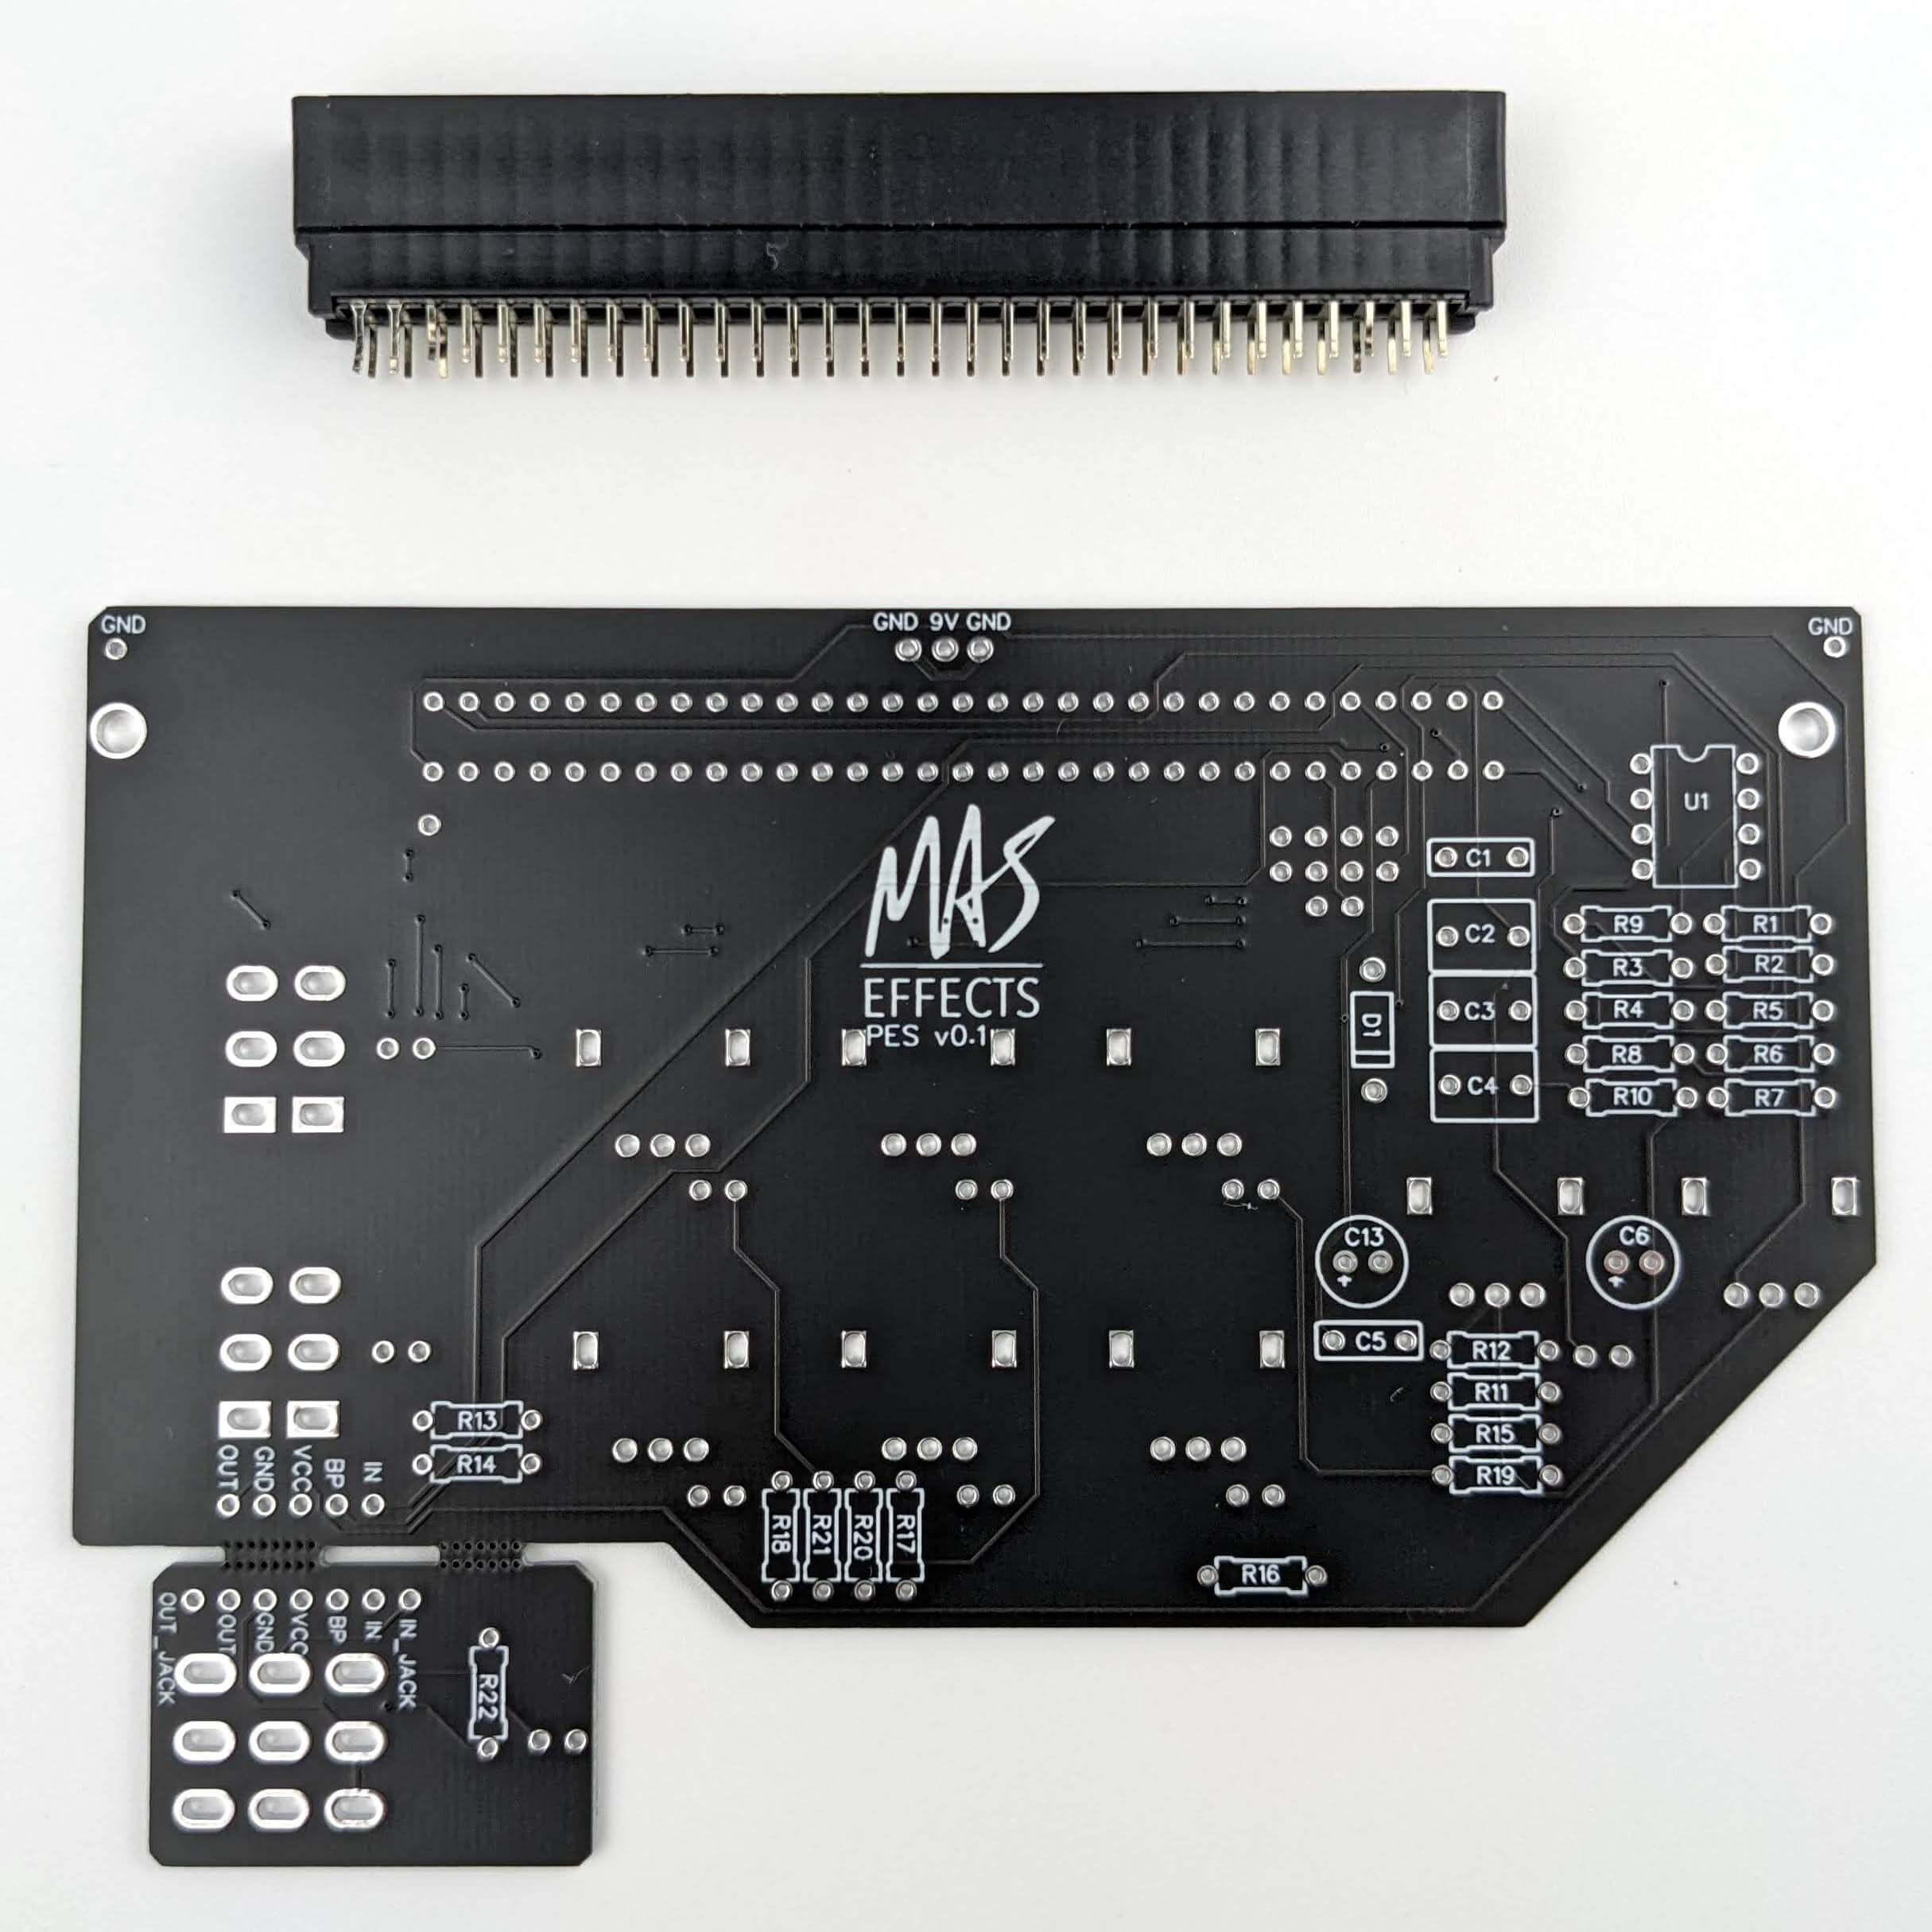 GND
GND 9V GND
GND
U1
C1
C2
R9
R1
R3
R2
C3
R4
R5
D1
R8
R6
C4
R10
R7
MAS
EFFECTS
PES v0.1
C13
+
C6
+
C5
R12
R11
R15
R19
R13
R14
OUT
GND
VCC
BP
IN
R18
R21
R20
R17
R16
OUT_JACK
OUT
GND
VCC
BP
IN
IN_JACK
R22